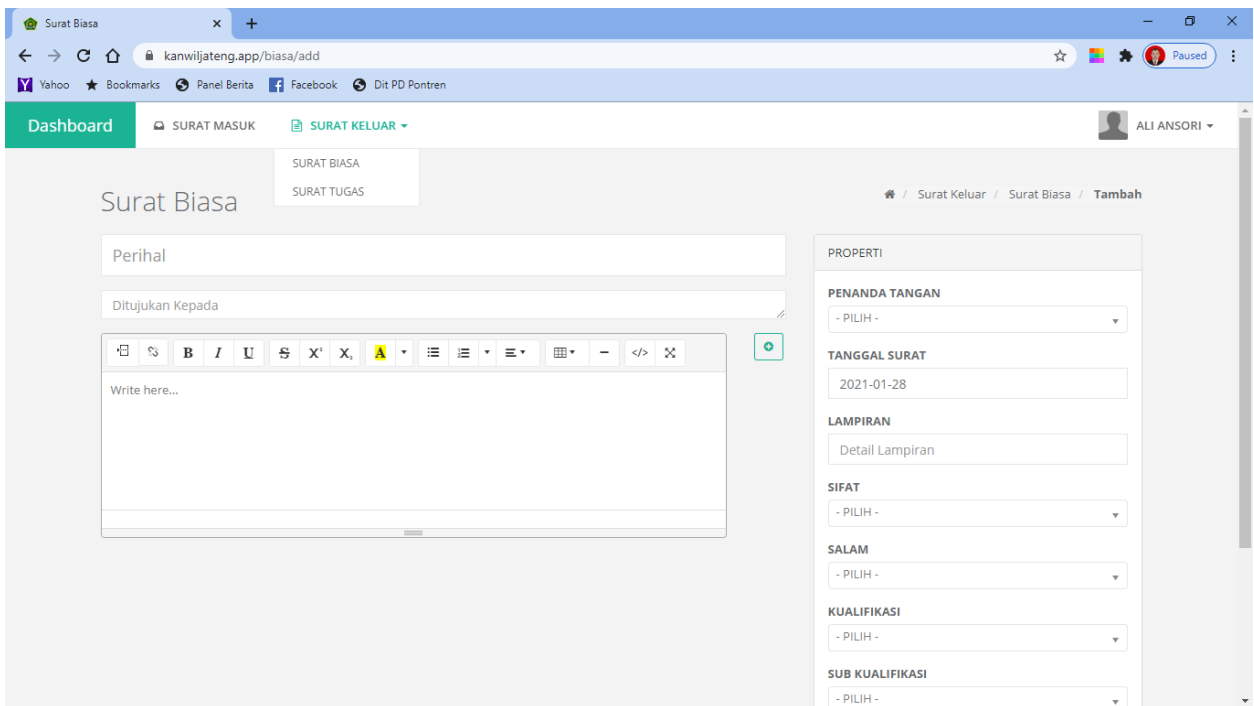 Surat Biasa
kanwiljateng.app/biasa/add
Paused
Yahoo Bookmarks Panel Berita Facebook Dit PD Pontren
Dashboard SURAT MASUK SURAT KELUAR ALI ANSORI
SURAT BIASA
SURAT TUGAS
Surat Biasa
/ Surat Keluar / Surat Biasa / Tambah
Perihal
Ditujukan Kepada
B I U S X² X₂ A
Write here...
PROPERTI
PENANDA TANGAN
- PILIH -
TANGGAL SURAT
2021-01-28
LAMPIRAN
Detail Lampiran
SIFAT
- PILIH -
SALAM
- PILIH -
KUALIFIKASI
- PILIH -
SUB KUALIFIKASI
- PILIH -